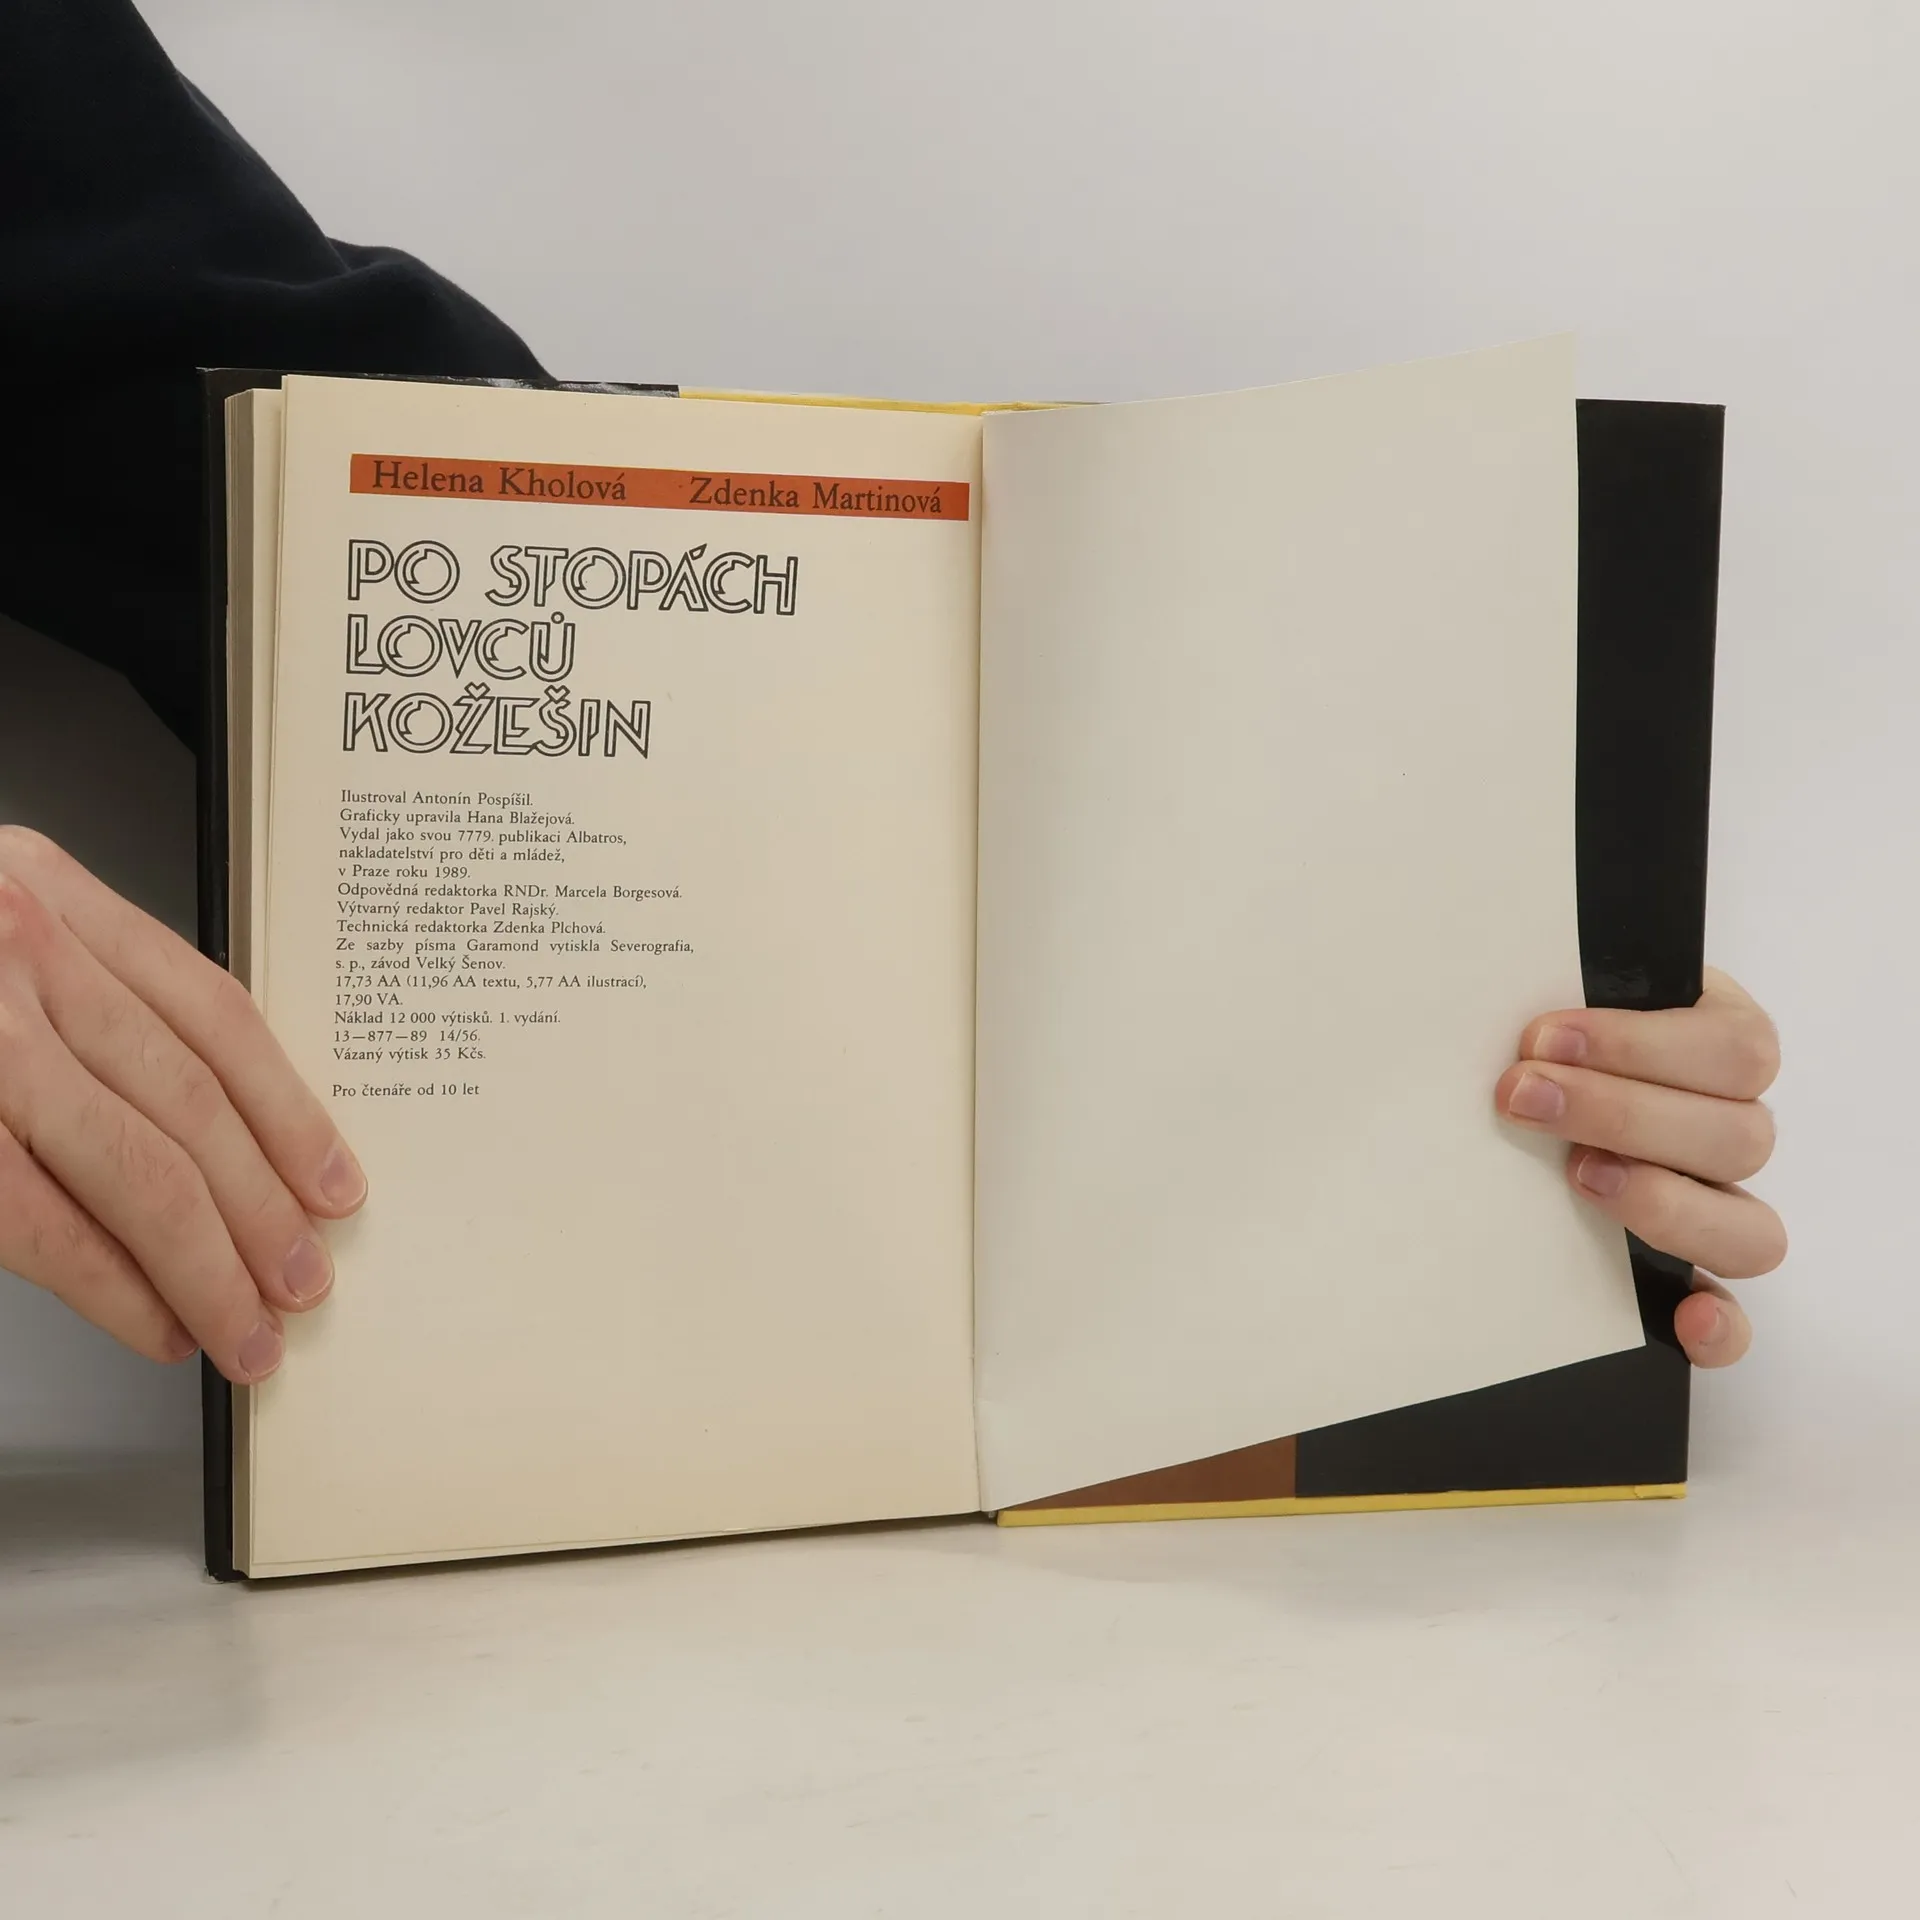 Helena Kholová Zdenka Martinová
PO STOPÁCH
LOVCŮ
KOŽEŠIN
Ilustroval Antonín Pospíšil.
Graficky upravila Hana Blažejová.
Vydal jako svou 7779. publikaci Albatros,
nakladatelství pro děti a mládež,
v Praze roku 1989.
Odpovědná redaktorka RNDr. Marcela Borgesová.
Výtvarný redaktor Pavel Rajský.
Technická redaktorka Zdenka Plchová.
Ze sazby písma Garamond vytiskla Severografia,
s. p., závod Velký Šenov.
17,73 AA (11,96 AA textu, 5,77 AA ilustrací),
17,90 VA.
Náklad 12 000 výtisků. 1. vydání.
13—877—89 14/56.
Vázaný výtisk 35 Kčs.
Pro čtenáře od 10 let